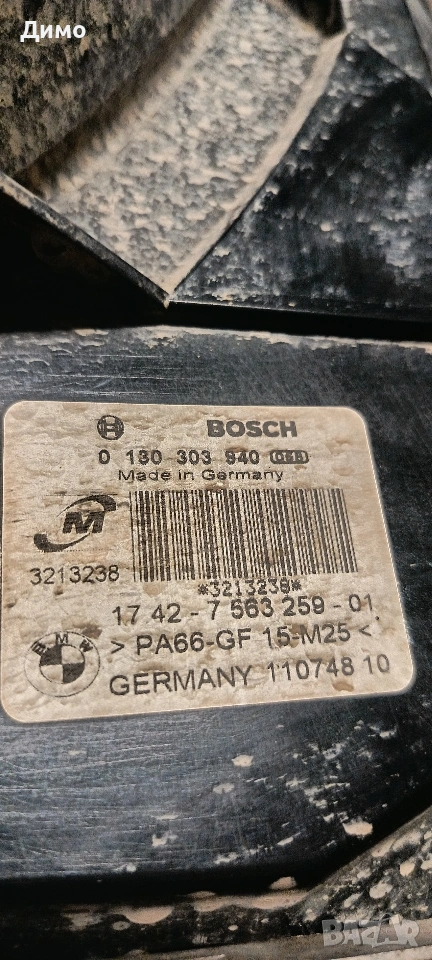 Димо
BOSCH
0 130 303 940
Made in Germany
M
3213238
*3213238*
17 42 - 7 563 259 - 01
BMW
> PA66-GF 15-M25 <
GERMANY 110748 10
BAZAR